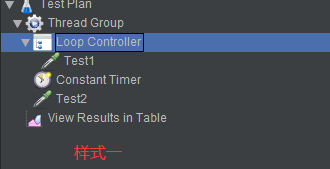 Test Plan
Thread Group
Loop Controller
Test1
Constant Timer
Test2
View Results in Table
样式一